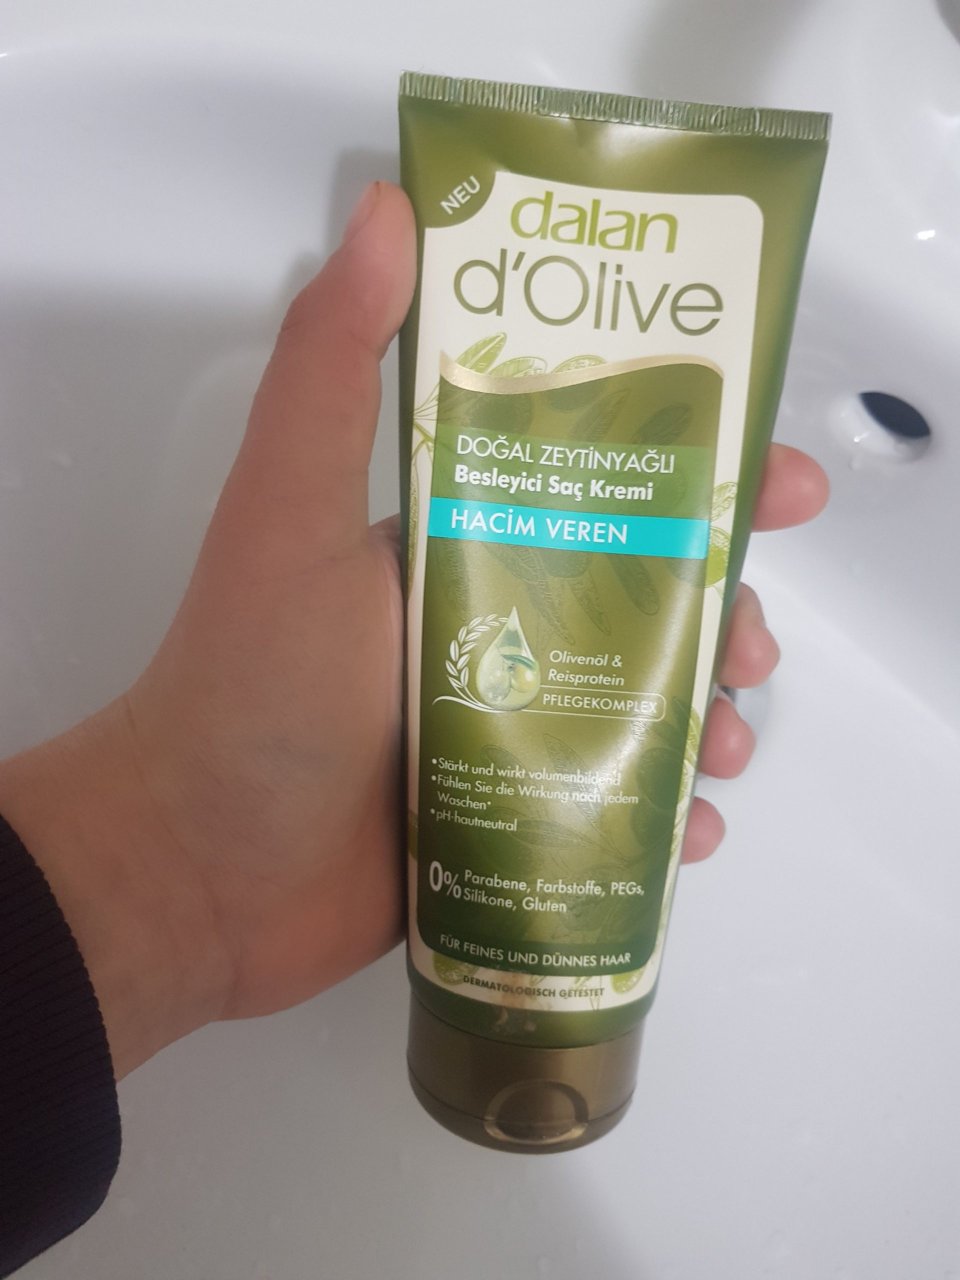 NEU
dalan
d'Olive
DOĞAL ZEYTİNYAĞLI
Besleyici Saç Kremi
HACİM VEREN
Olivenöl &
Reisprotein
PFLEGEKOMPLEX
•Stärkt und wirkt volumenbildend
•Fühlen Sie die Wirkung nach jedem
Waschen*
•pH-hautneutral
0% Parabene, Farbstoffe, PEGs,
Silikone, Gluten
FÜR FEINES UND DÜNNES HAAR
DERMATOLOGISCH GETESTET